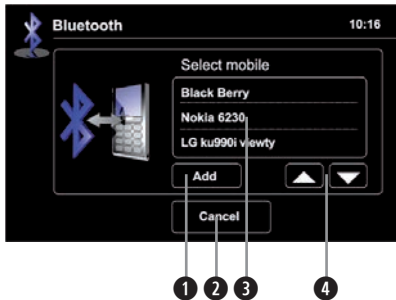 Bluetooth 10:16
Select mobile
Black Berry
Nokia 6230
LG ku990i viewty
Add
Cancel
1 2 3 4